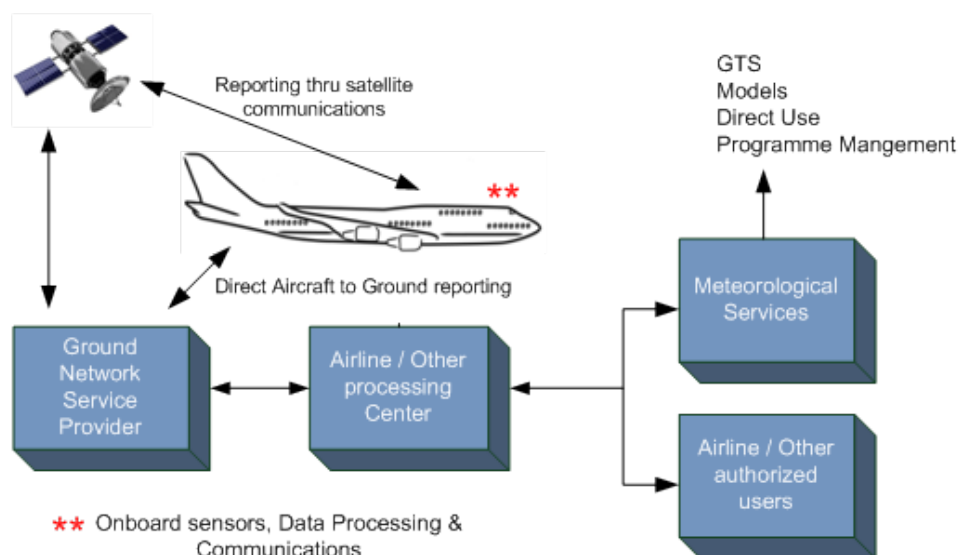 GTS
Models
Direct Use
Programme Mangement
Reporting thru satellite
communications
**
Direct Aircraft to Ground reporting
Meteorological
Services
Ground
Network
Service
Provider
Airline / Other
processing
Center
Airline / Other
authorized
users
** Onboard sensors, Data Processing &
Communications